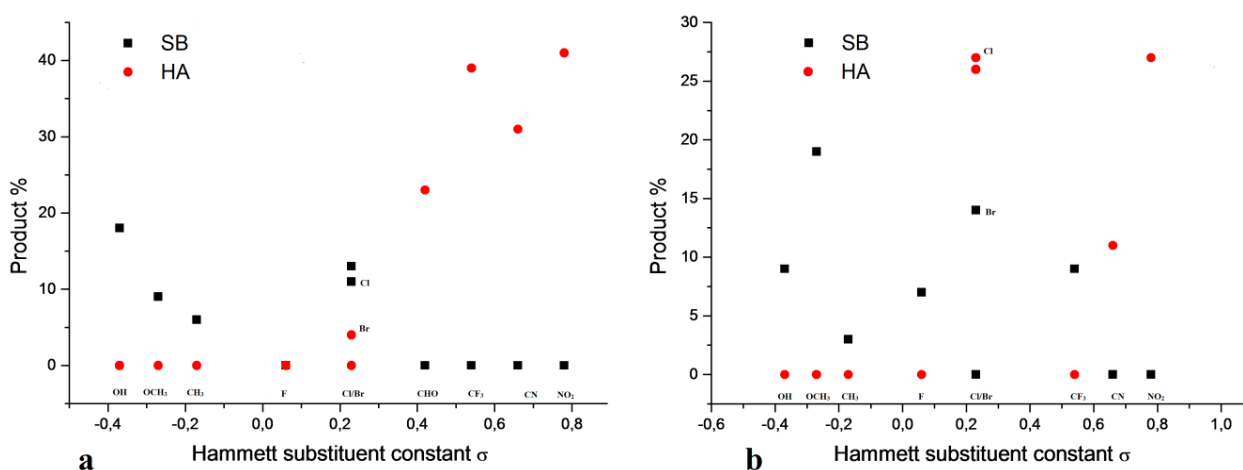 SB
HA
Cl
Br
Product %
40
30
20
10
0
OH OCH₃ CH₃ F Cl/Br CHO CF₃ CN NO₂
-0,4 -0,2 0,0 0,2 0,4 0,6 0,8
Hammett substituent constant σ
a
SB
HA
Cl
Br
Product %
30
25
20
15
10
5
0
OH OCH₃ CH₃ F Cl/Br CF₃ CN NO₂
-0,6 -0,4 -0,2 0,0 0,2 0,4 0,6 0,8 1,0
Hammett substituent constant σ
b